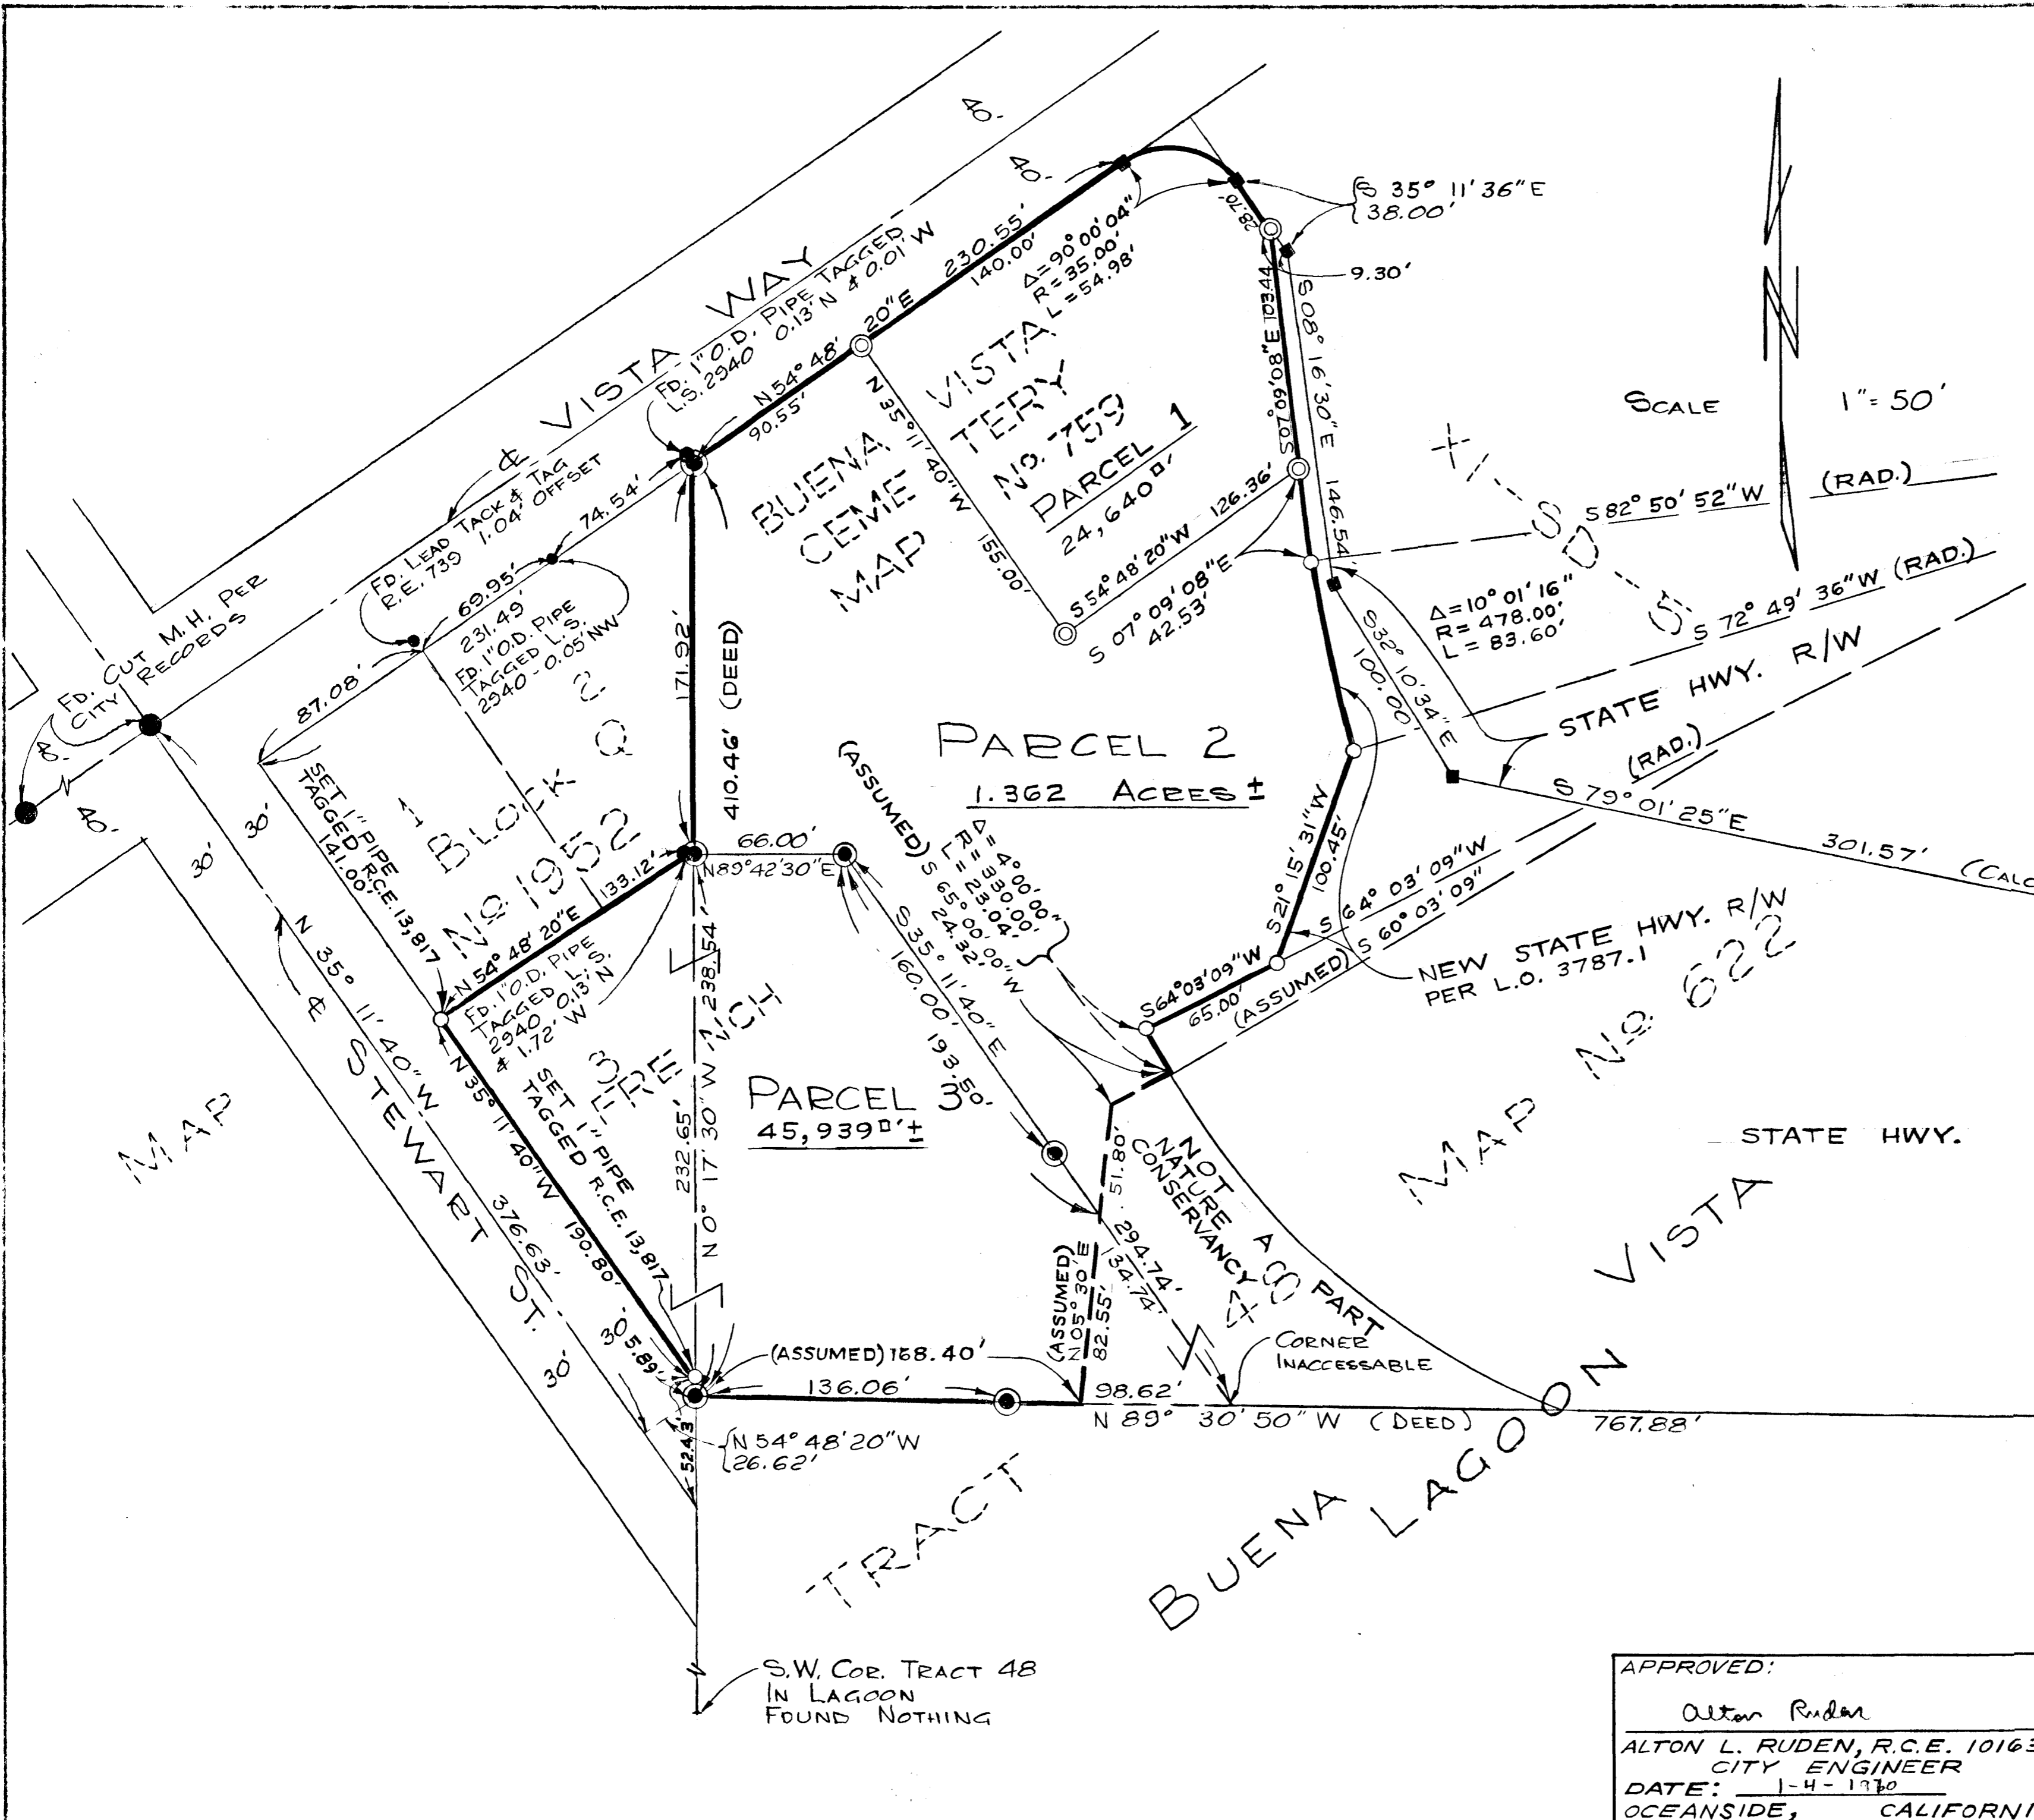 40.'
40.'
S 35° 11' 36" E
38.00'
28.70'
9.30'
230.55'
140.00'
Δ=90°00'04"
R=35.00'
L=54.98'
℄ VISTA WAY
FD. 1" O.D. PIPE TAGGED
L.S. 2940 0.13' N & 0.01' W
N 54° 48' 20" E
90.55'
N 35° 11' 40" W 155.00'
BUENA VISTA
CEMETERY
MAP No. 759
PARCEL 1
24,640 □'
S 07° 09' 08" E 103.44
S 08° 16' 30" E 146.54'
SCALE 1" = 50'
N
S 54° 48' 20" W 126.36'
S 07° 09' 08" E
42.53'
S 82° 50' 52" W (RAD.)
S 72° 49' 36" W (RAD.)
Δ=10° 01' 16"
R= 478.00'
L= 83.60'
S 32° 10' 34" E
100.00'
STATE HWY. R/W
(RAD.)
S 79° 01' 25" E 301.57' (CALC
FD. LEAD TACK & TAG
R.E. 739 1.04' OFFSET
74.54'
69.95'
231.49'
FD. 1" O.D. PIPE
TAGGED L.S.
2940 - 0.05' NW
87.08'
FD. CUT M.H. PER
CITY RECORDS
40.'
40.'
30'
30'
SET 1" PIPE
TAGGED R.C.E. 13,817
141.00'
1
2
BLOCK Q
No. 1952
171.92'
410.46' (DEED)
PARCEL 2
1.362 ACRES ±
66.00'
N 89° 42' 30" E
N 54° 48' 20" E 133.12'
FD. 1" O.D. PIPE
TAGGED L.S.
2940 0.13' N
& 1.72' W
(ASSUMED)
Δ= 4° 00' 00"
R= 330.00'
L= 23.04'
S 65° 00' 00" W
24.32'
S 21° 15' 31" W
100.45'
S 64° 03' 09" W
S 60° 03' 09"
(ASSUMED)
S 64° 03' 09" W
65.00'
NEW STATE HWY. R/W
PER L.O. 3787.1
S 35° 11' 40" E
160.00'
193.50'
238.54'
N 0° 17' 30" W
232.65'
3
PARCEL 3
45,939 □' ±
SET 1" PIPE
TAGGED R.C.E. 13,817
N 35° 11' 40" W 190.80'
N 35° 11' 40" W 376.63'
℄ STEWART ST.
30'
30'
5.89'
52.43'
51.80'
N 05° 30' E
82.55'
(ASSUMED)
294.74'
134.74'
NOT A PART
NATURE
CONSERVANCY
48
CORNER
INACCESSABLE
(ASSUMED) 168.40'
136.06'
98.62'
N 89° 30' 50" W (DEED)
767.88'
N 54° 48' 20" W
26.62'
MAP
MAP No. 622
STATE HWY.
TRACT
BUENA VISTA
LAGOON
S.W. COR. TRACT 48
IN LAGOON
FOUND NOTHING
APPROVED:
Alton Ruden
ALTON L. RUDEN, R.C.E. 10163
CITY ENGINEER
DATE: 1-4-1970
OCEANSIDE, CALIFORNI